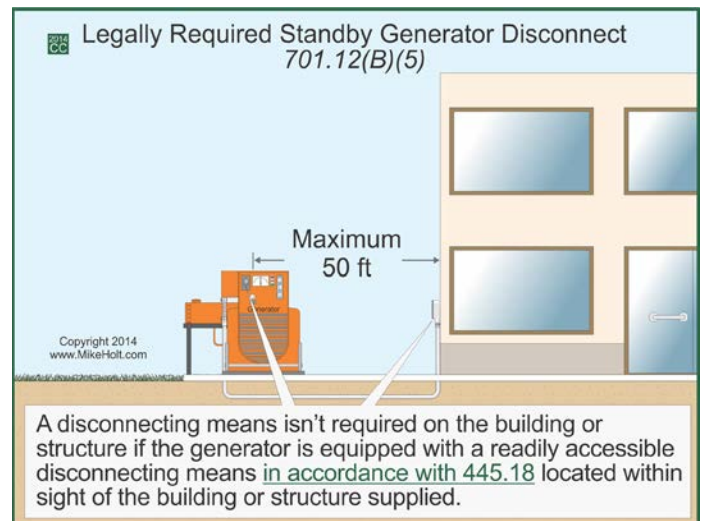 2014
CC
Legally Required Standby Generator Disconnect
701.12(B)(5)
Maximum
50 ft
Generator
Copyright 2014
www.MikeHolt.com
A disconnecting means isn't required on the building or
structure if the generator is equipped with a readily accessible
disconnecting means in accordance with 445.18 located within
sight of the building or structure supplied.